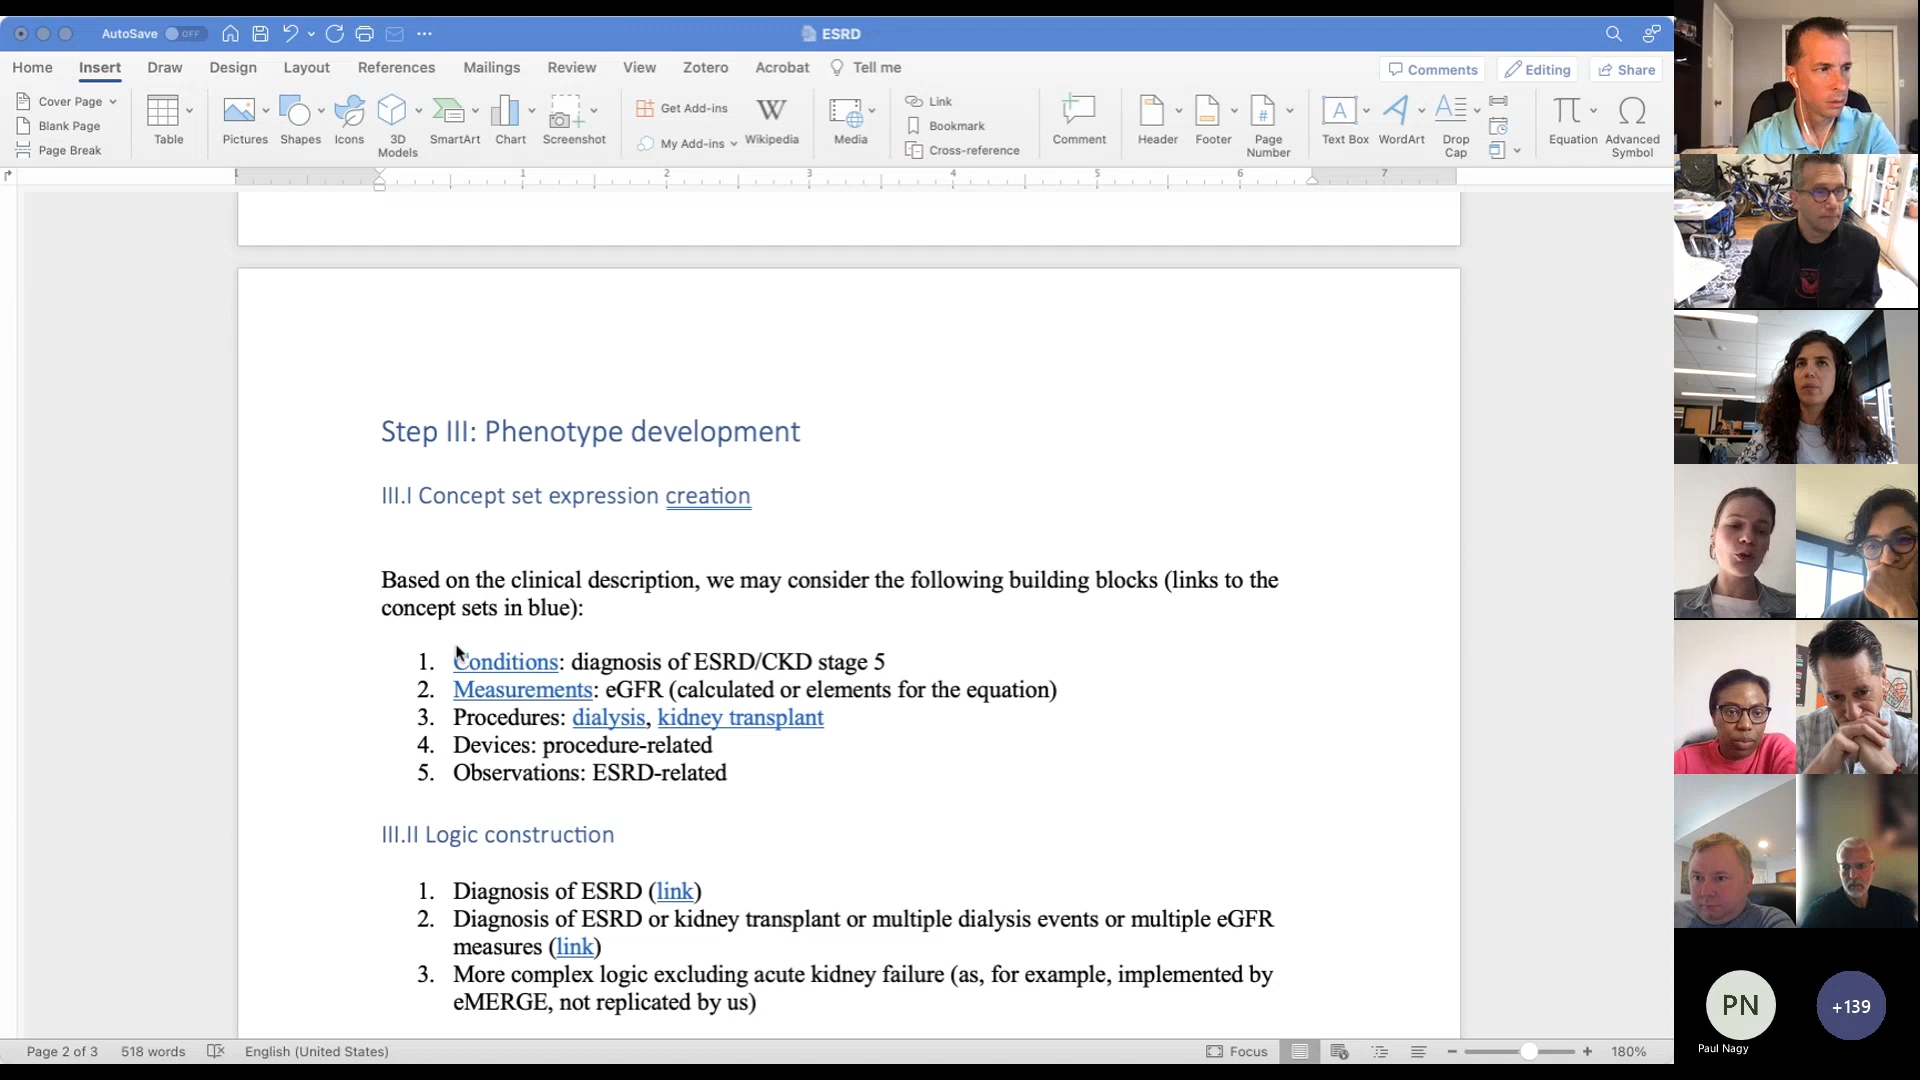 AutoSave OFF ESRD
Home Insert Draw Design Layout References Mailings Review View Zotero Acrobat Tell me Comments Editing Share
Cover Page
Blank Page
Page Break
Table
Pictures
Shapes
Icons
3D
Models
SmartArt
Chart
Screenshot
Get Add-ins
My Add-ins
Wikipedia
Media
Link
Bookmark
Cross-reference
Comment
Header
Footer
Page
Number
Text Box
WordArt
Drop
Cap
Equation
Advanced
Symbol
1 1 2 3 4 5 6 7
Step III: Phenotype development
III.I Concept set expression creation
Based on the clinical description, we may consider the following building blocks (links to the
concept sets in blue):
1. Conditions: diagnosis of ESRD/CKD stage 5
2. Measurements: eGFR (calculated or elements for the equation)
3. Procedures: dialysis, kidney transplant
4. Devices: procedure-related
5. Observations: ESRD-related
III.II Logic construction
1. Diagnosis of ESRD (link)
2. Diagnosis of ESRD or kidney transplant or multiple dialysis events or multiple eGFR
measures (link)
3. More complex logic excluding acute kidney failure (as, for example, implemented by
eMERGE, not replicated by us)
Page 2 of 3 518 words English (United States) Focus 180%
PN
Paul Nagy
+139